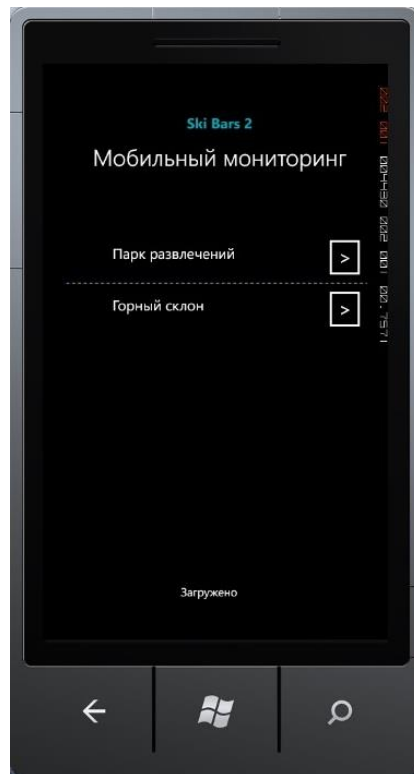 Ski Bars 2
Мобильный мониторинг
Парк развлечений
>
Горный склон
>
Загружено